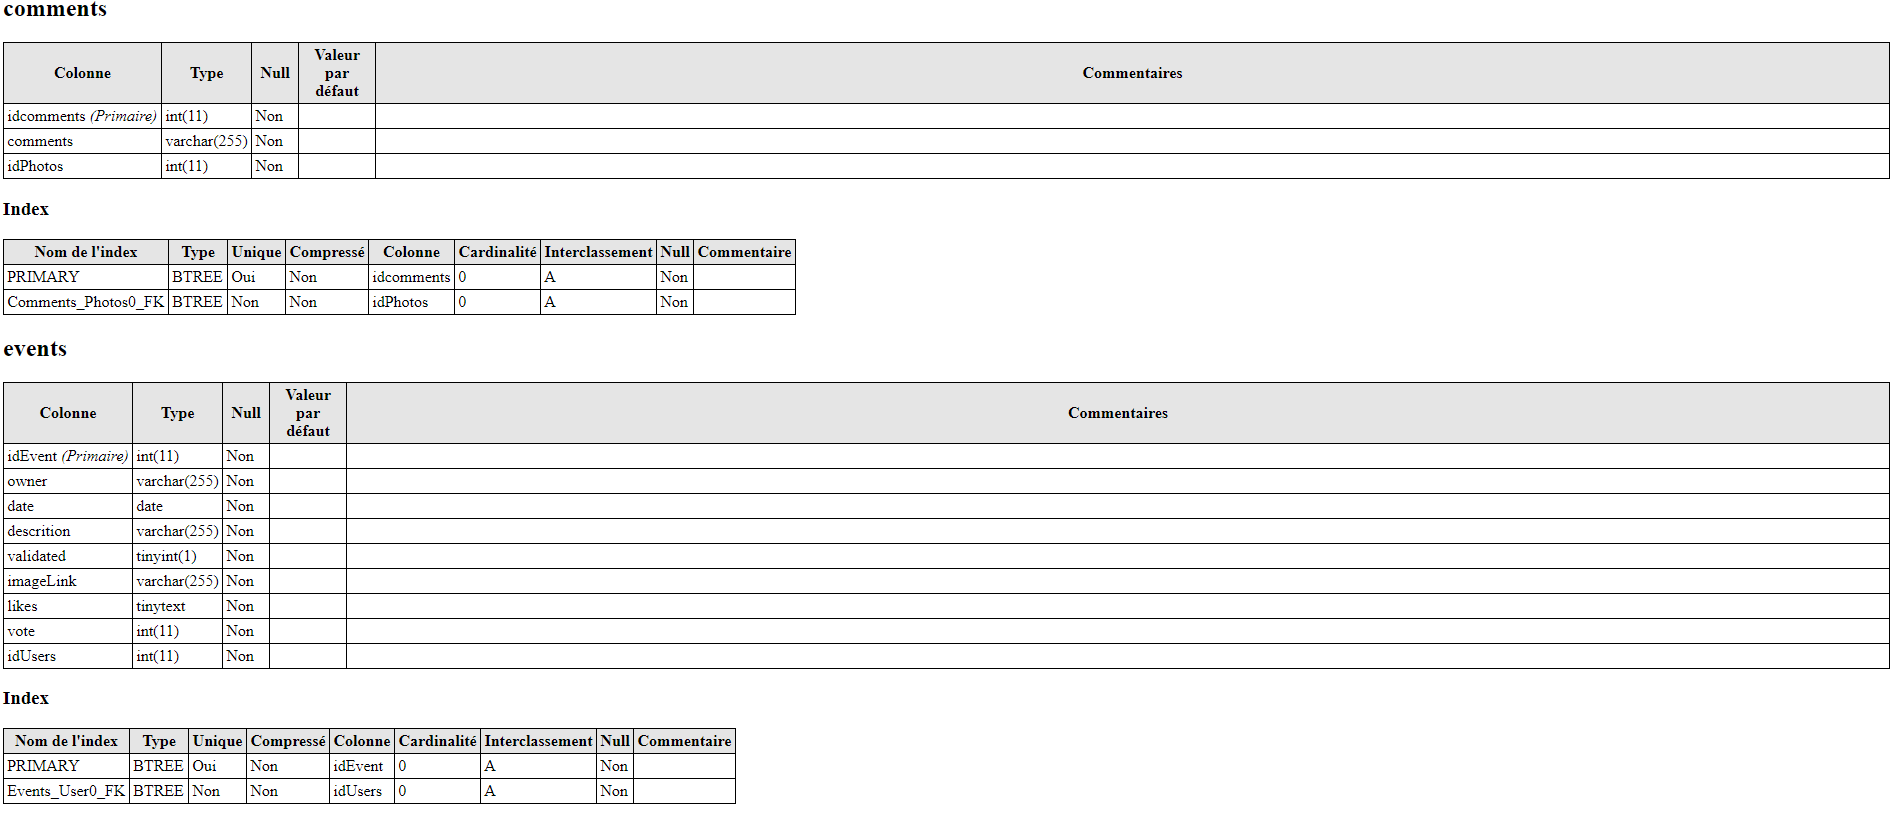 comments
Colonne Type Null Valeur par défaut Commentaires
idcomments (Primaire) int(11) Non
comments varchar(255) Non
idPhotos int(11) Non
Index
Nom de l'index Type Unique Compressé Colonne Cardinalité Interclassement Null Commentaire
PRIMARY BTREE Oui Non idcomments 0 A Non
Comments_Photos0_FK BTREE Non Non idPhotos 0 A Non
events
Colonne Type Null Valeur par défaut Commentaires
idEvent (Primaire) int(11) Non
owner varchar(255) Non
date date Non
descrition varchar(255) Non
validated tinyint(1) Non
imageLink varchar(255) Non
likes tinytext Non
vote int(11) Non
idUsers int(11) Non
Index
Nom de l'index Type Unique Compressé Colonne Cardinalité Interclassement Null Commentaire
PRIMARY BTREE Oui Non idEvent 0 A Non
Events_User0_FK BTREE Non Non idUsers 0 A Non